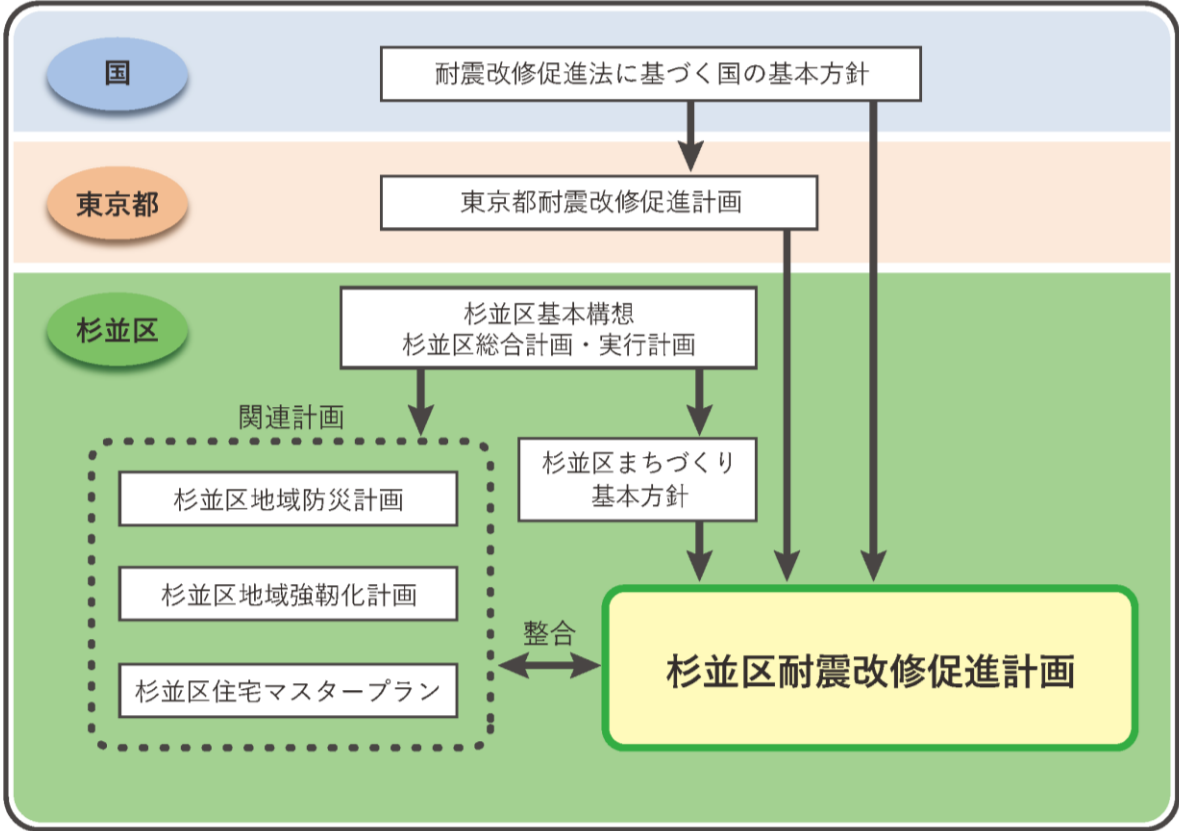 国
耐震改修促進法に基づく国の基本方針
東京都
東京都耐震改修促進計画
杉並区
杉並区基本構想
杉並区総合計画・実行計画
関連計画
杉並区地域防災計画
杉並区地域強靱化計画
杉並区住宅マスタープラン
杉並区まちづくり
基本方針
整合
杉並区耐震改修促進計画